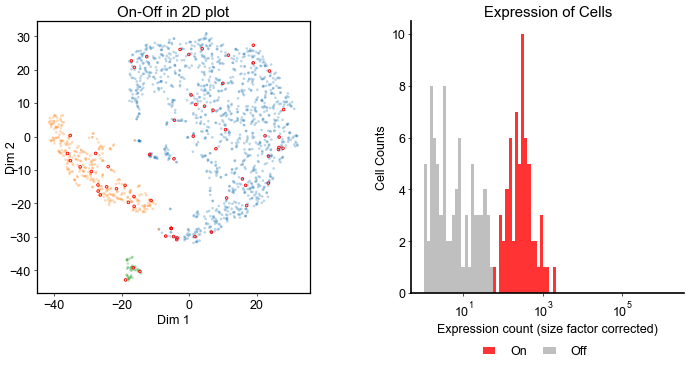 On-Off in 2D plot
30
20
10
0
−10
−20
−30
−40
Dim 2
−40
−20
0
20
Dim 1
Expression of Cells
10
8
6
4
2
0
Cell Counts
10^1
10^3
10^5
Expression count (size factor corrected)
On
Off